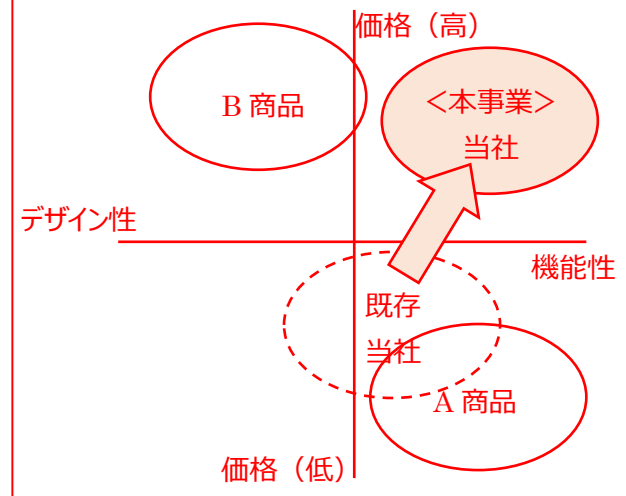 価格（高）
B 商品
＜本事業＞
当社
デザイン性
機能性
既存
当社
A 商品
価格（低）